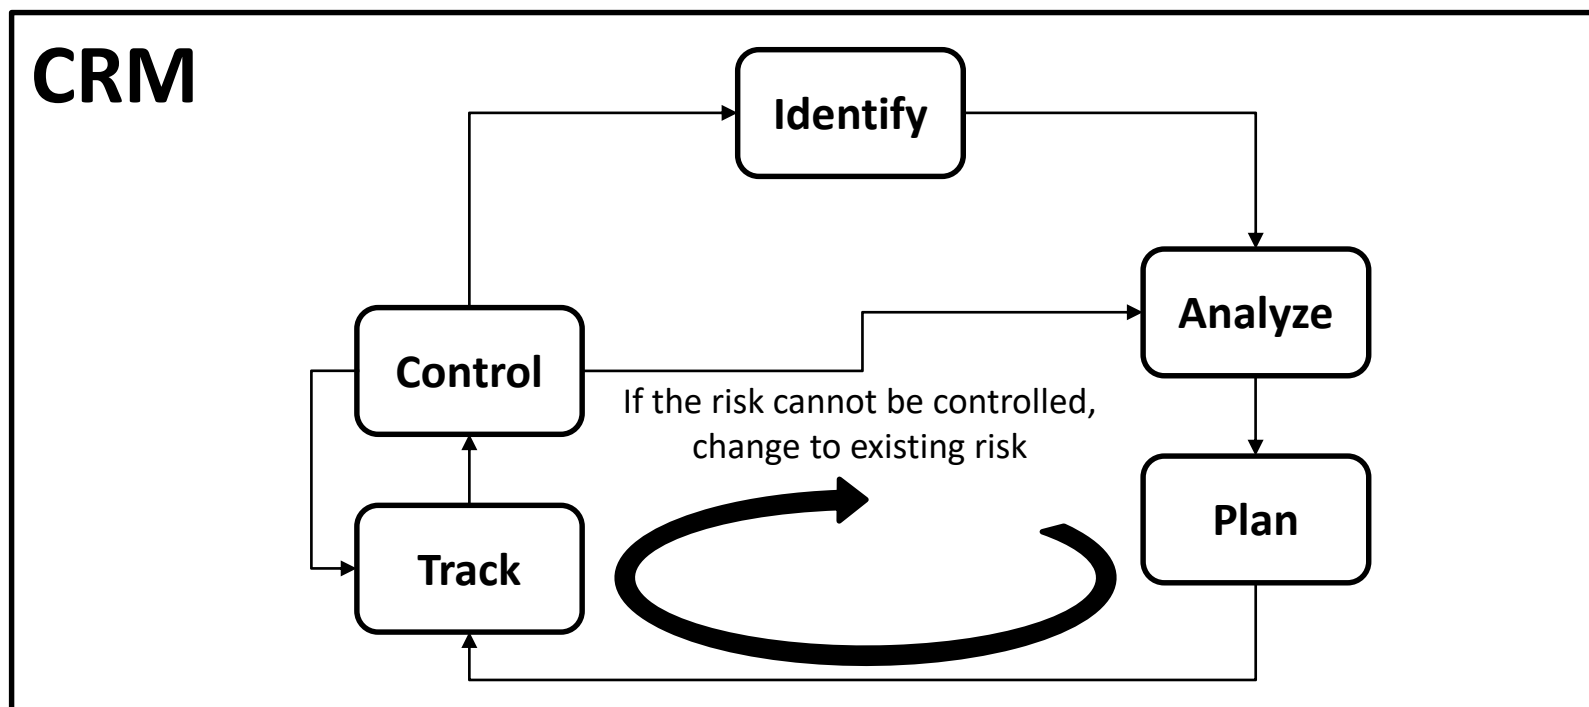 CRM
Identify
Analyze
Control
If the risk cannot be controlled,
change to existing risk
Plan
Track